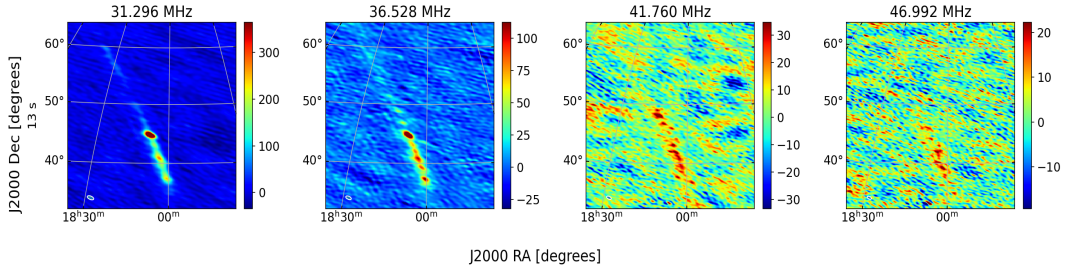 31.296 MHz
36.528 MHz
41.760 MHz
46.992 MHz
J2000 Dec [degrees]
13 s
60°
50°
40°
18ʰ30ᵐ
00ᵐ
300
200
100
0
60°
50°
40°
18ʰ30ᵐ
00ᵐ
100
75
50
25
0
−25
60°
50°
40°
18ʰ30ᵐ
00ᵐ
30
20
10
0
−10
−20
−30
60°
50°
40°
18ʰ30ᵐ
00ᵐ
20
10
0
−10
J2000 RA [degrees]